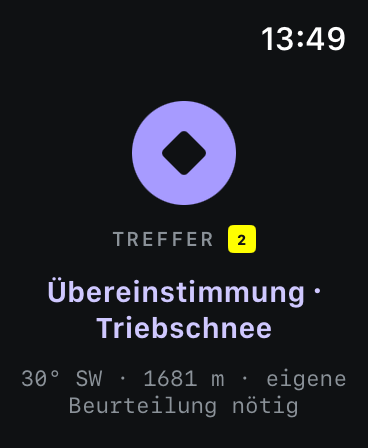 13:49
TREFFER 2
Übereinstimmung ·
Triebschnee
30° SW · 1681 m · eigene
Beurteilung nötig